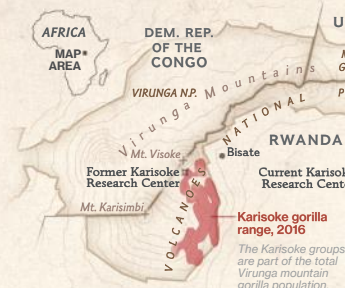 AFRICA
MAP
AREA
DEM. REP.
OF THE
CONGO
U
VIRUNGA N.P.
Virunga Mountains
NATIONAL
P
RWANDA
Mt. Visoke
Bisate
Former Karisoke
Research Center
Current Karisok
Research Cente
Mt. Karisimbi
VOLCANOES
Karisoke gorilla
range, 2016
The Karisoke groups
are part of the total
Virunga mountain
gorilla population.